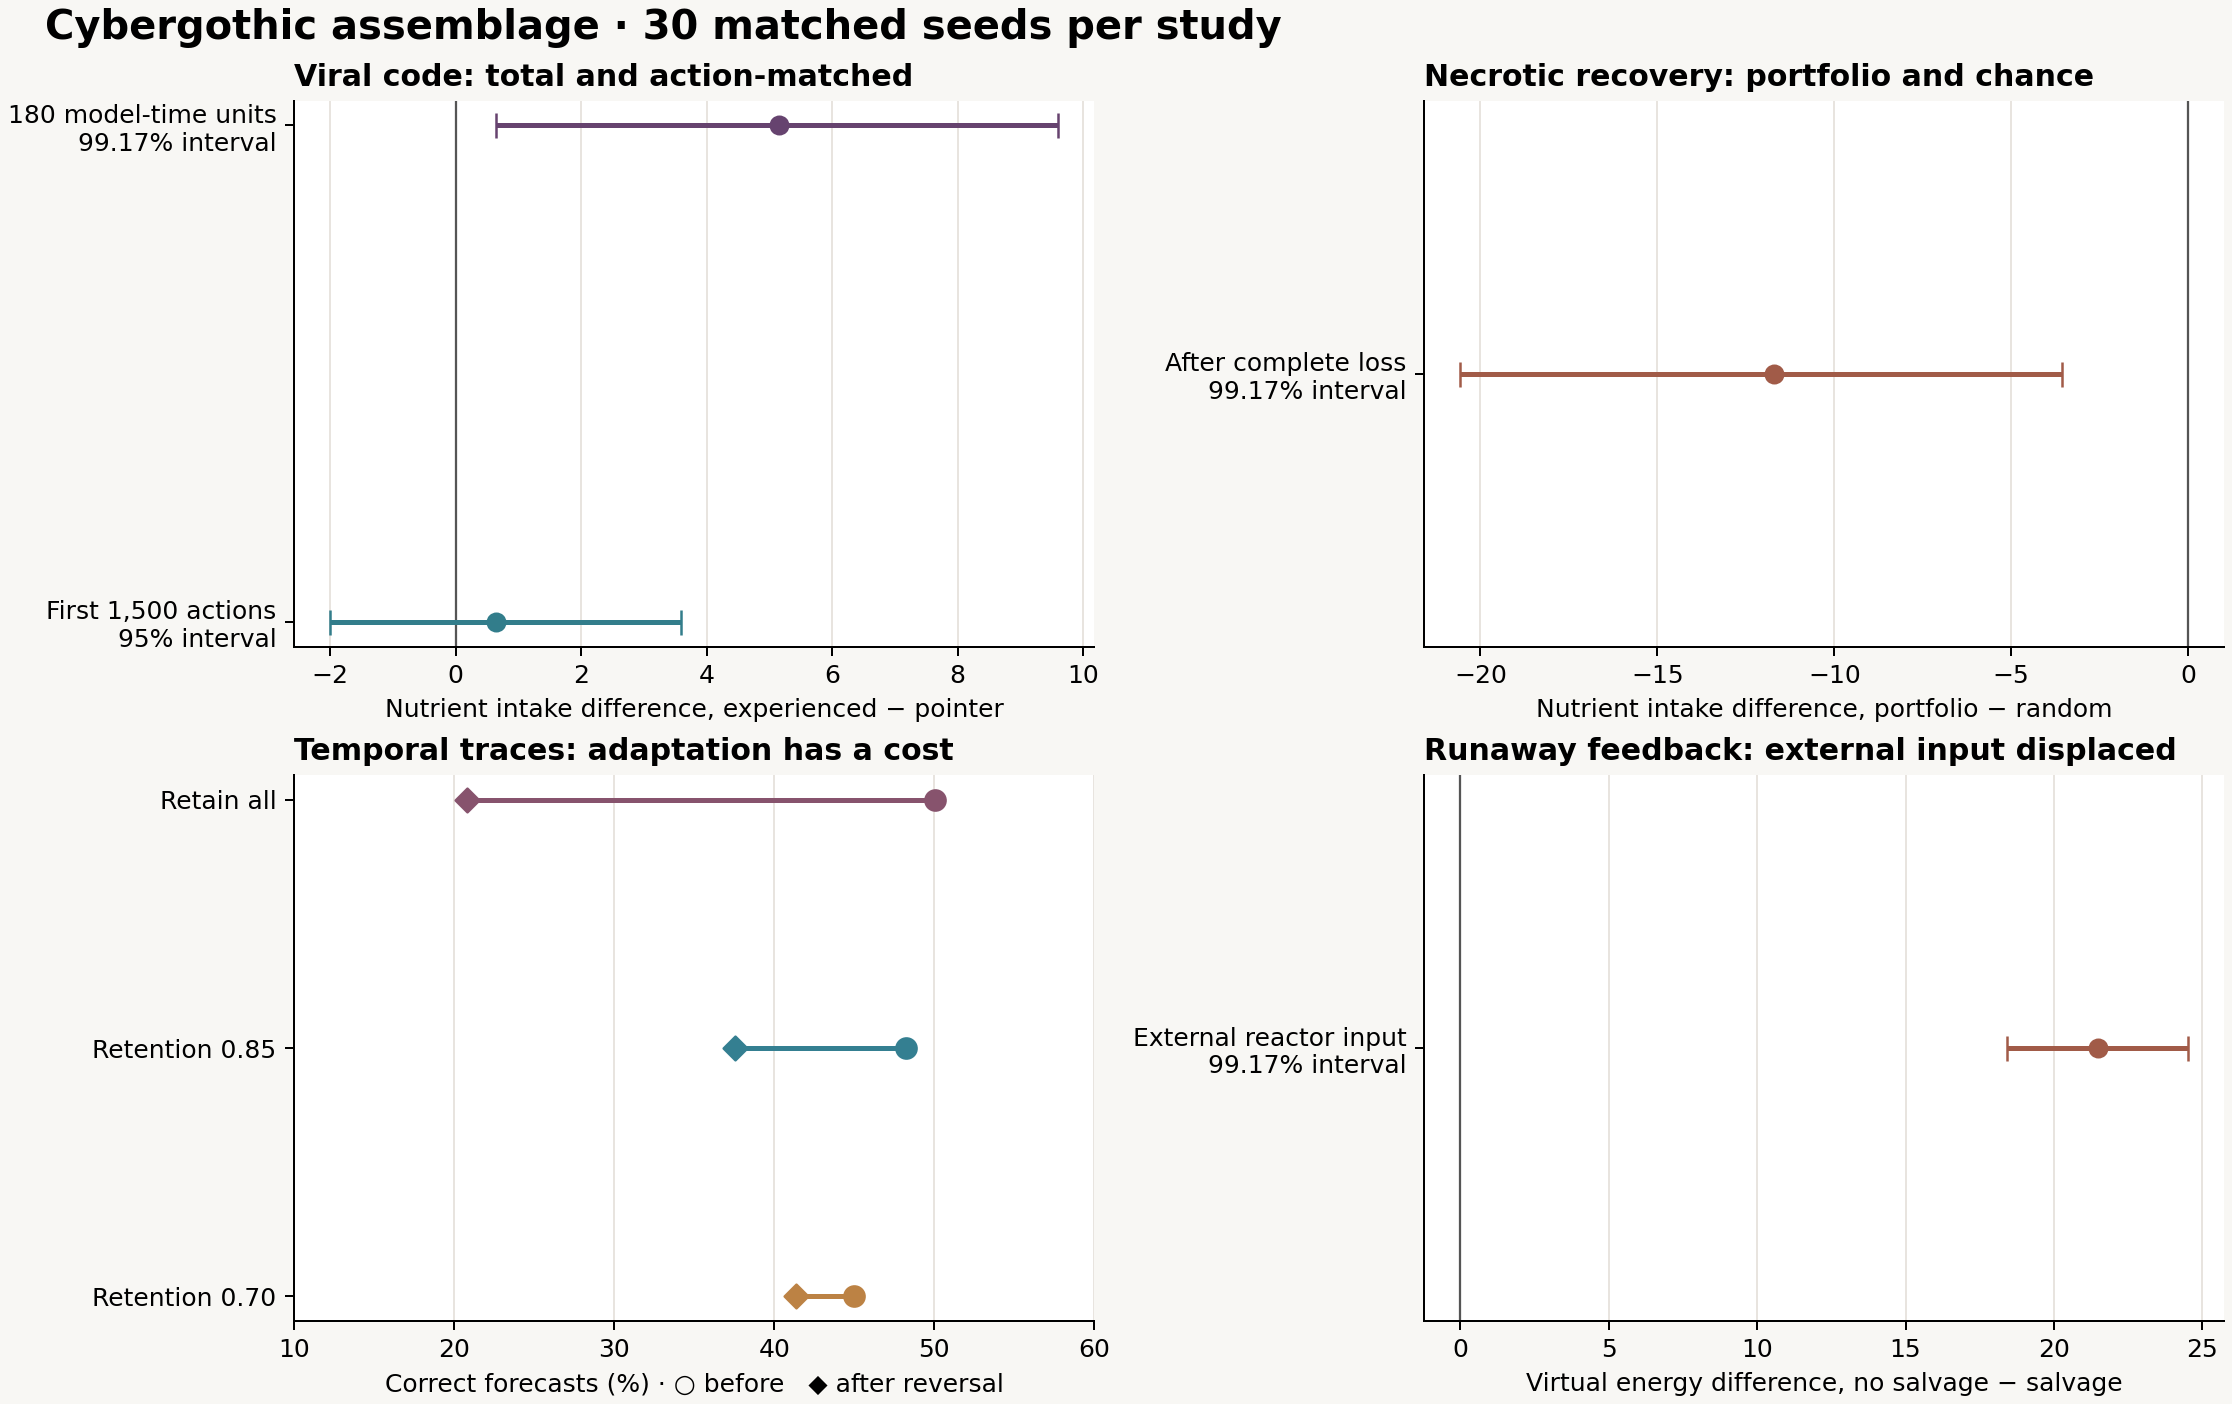 Cybergothic assemblage · 30 matched seeds per study
Viral code: total and action-matched
180 model-time units
99.17% interval
First 1,500 actions
95% interval
−2 0 2 4 6 8 10
Nutrient intake difference, experienced − pointer
Necrotic recovery: portfolio and chance
After complete loss
99.17% interval
−20 −15 −10 −5 0
Nutrient intake difference, portfolio − random
Temporal traces: adaptation has a cost
Retain all
Retention 0.85
Retention 0.70
10 20 30 40 50 60
Correct forecasts (%) · ○ before ◆ after reversal
Runaway feedback: external input displaced
External reactor input
99.17% interval
0 5 10 15 20 25
Virtual energy difference, no salvage − salvage